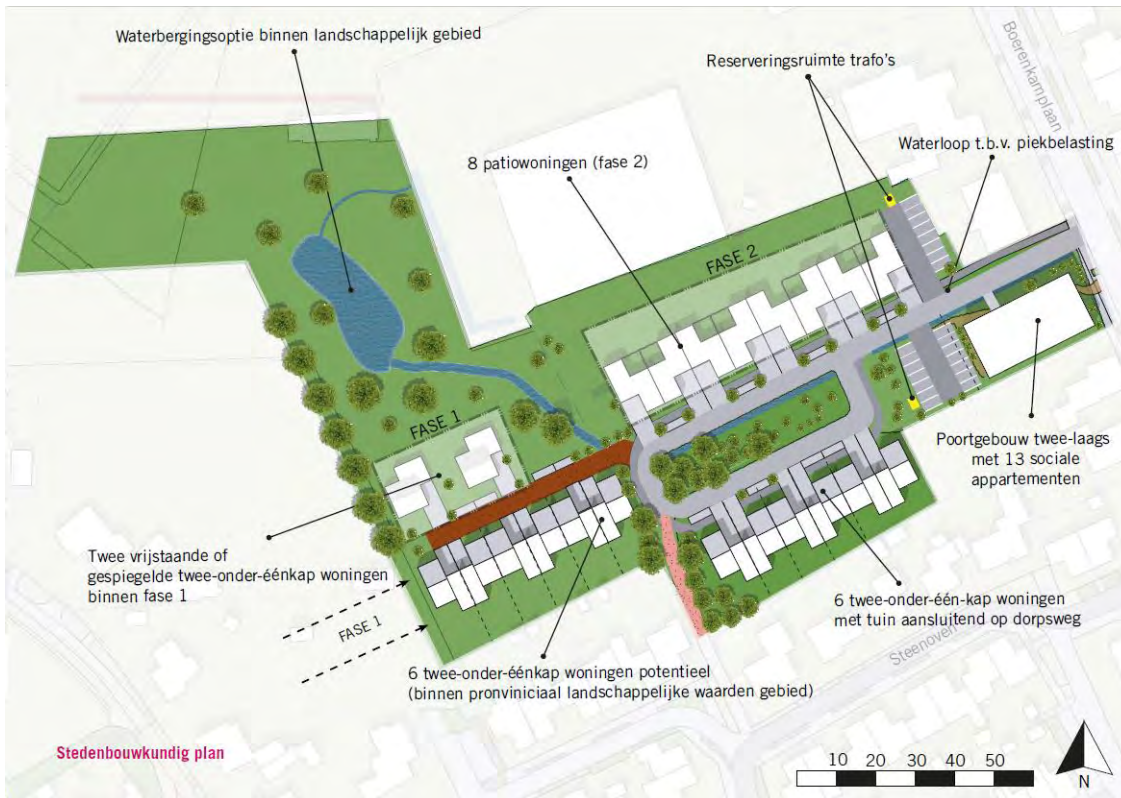 Waterbergingsoptie binnen landschappelijk gebied
Reserveringsruimte trafo's
Boerenkamplaan
Waterloop t.b.v. piekbelasting
8 patiowoningen (fase 2)
FASE 2
FASE 1
Poortgebouw twee-laags
met 13 sociale
appartementen
Twee vrijstaande of
gespiegelde twee-onder-éénkap woningen
binnen fase 1
FASE 1
6 twee-onder-één-kap woningen
met tuin aansluitend op dorpsweg
Steenoven
6 twee-onder-éénkap woningen potentieel
(binnen pronviniciaal landschappelijke waarden gebied)
Stedenbouwkundig plan
10 20 30 40 50
N